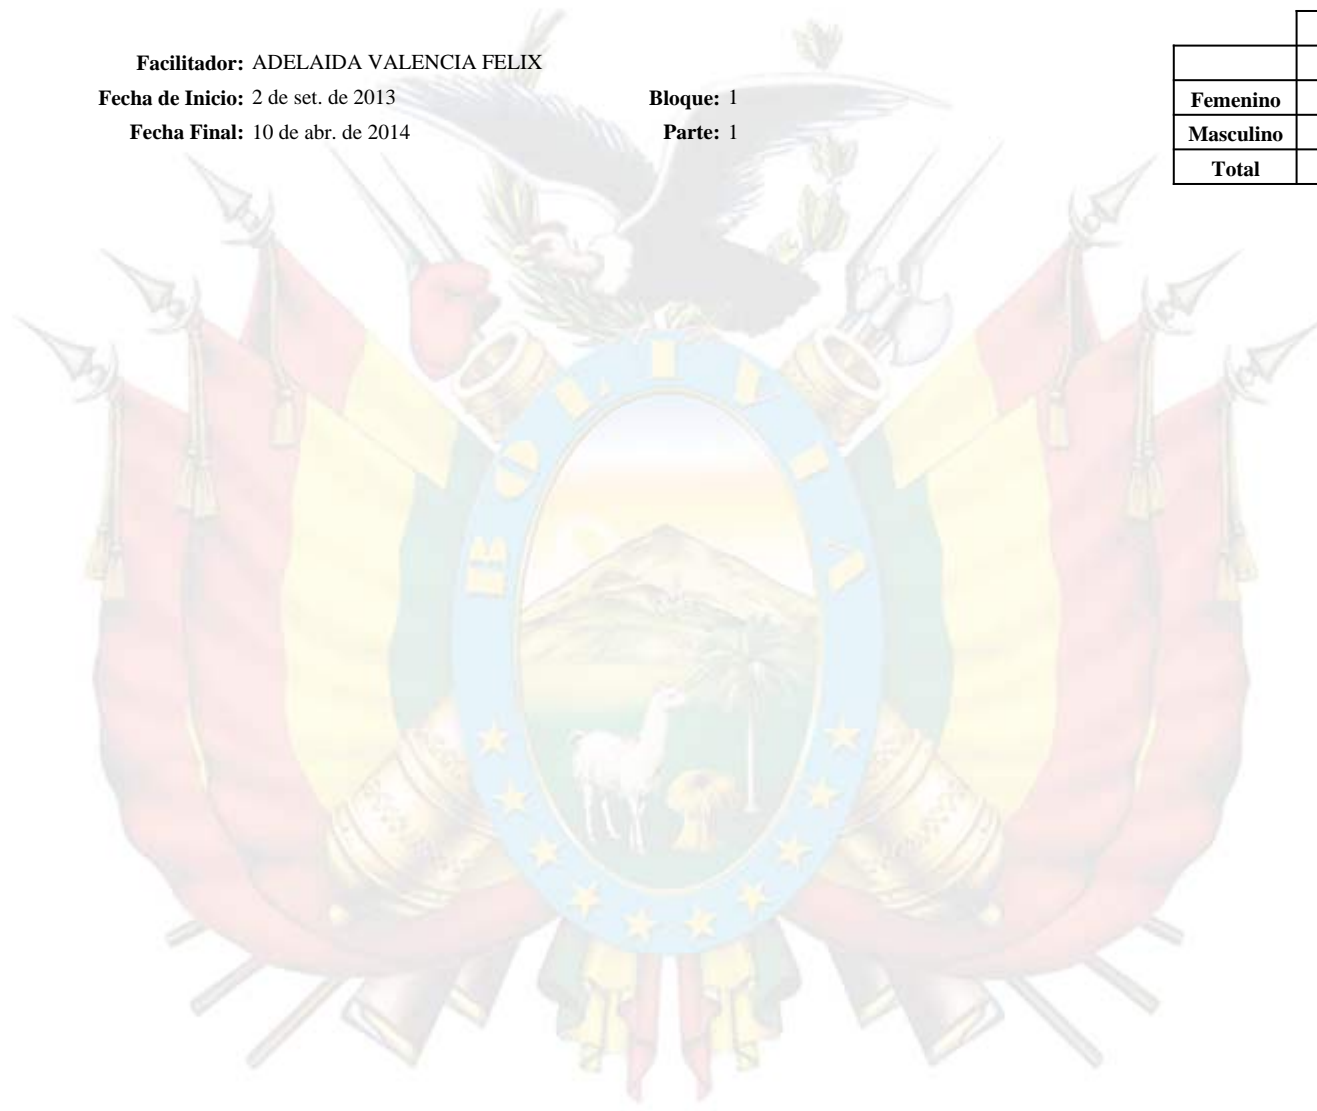 Facilitador: ADELAIDA VALENCIA FELIX
Fecha de Inicio: 2 de set. de 2013 Bloque: 1
Fecha Final: 10 de abr. de 2014 Parte: 1
Femenino
Masculino
Total
BOLIVIA